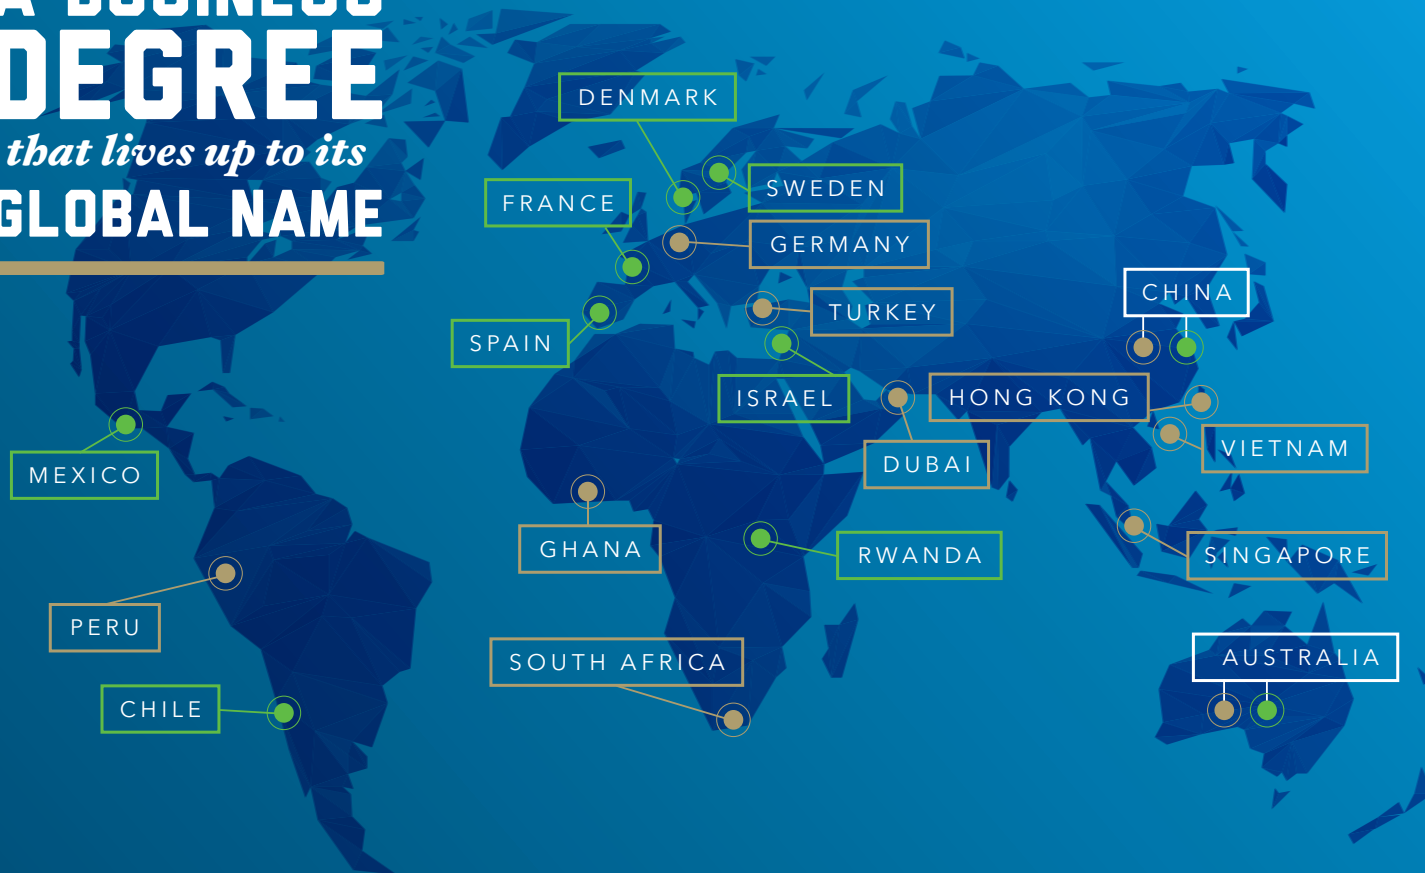 A BUSINESS
DEGREE
that lives up to its
GLOBAL NAME
DENMARK
SWEDEN
FRANCE
GERMANY
CHINA
TURKEY
SPAIN
ISRAEL
HONG KONG
VIETNAM
DUBAI
MEXICO
GHANA
RWANDA
SINGAPORE
PERU
SOUTH AFRICA
AUSTRALIA
CHILE